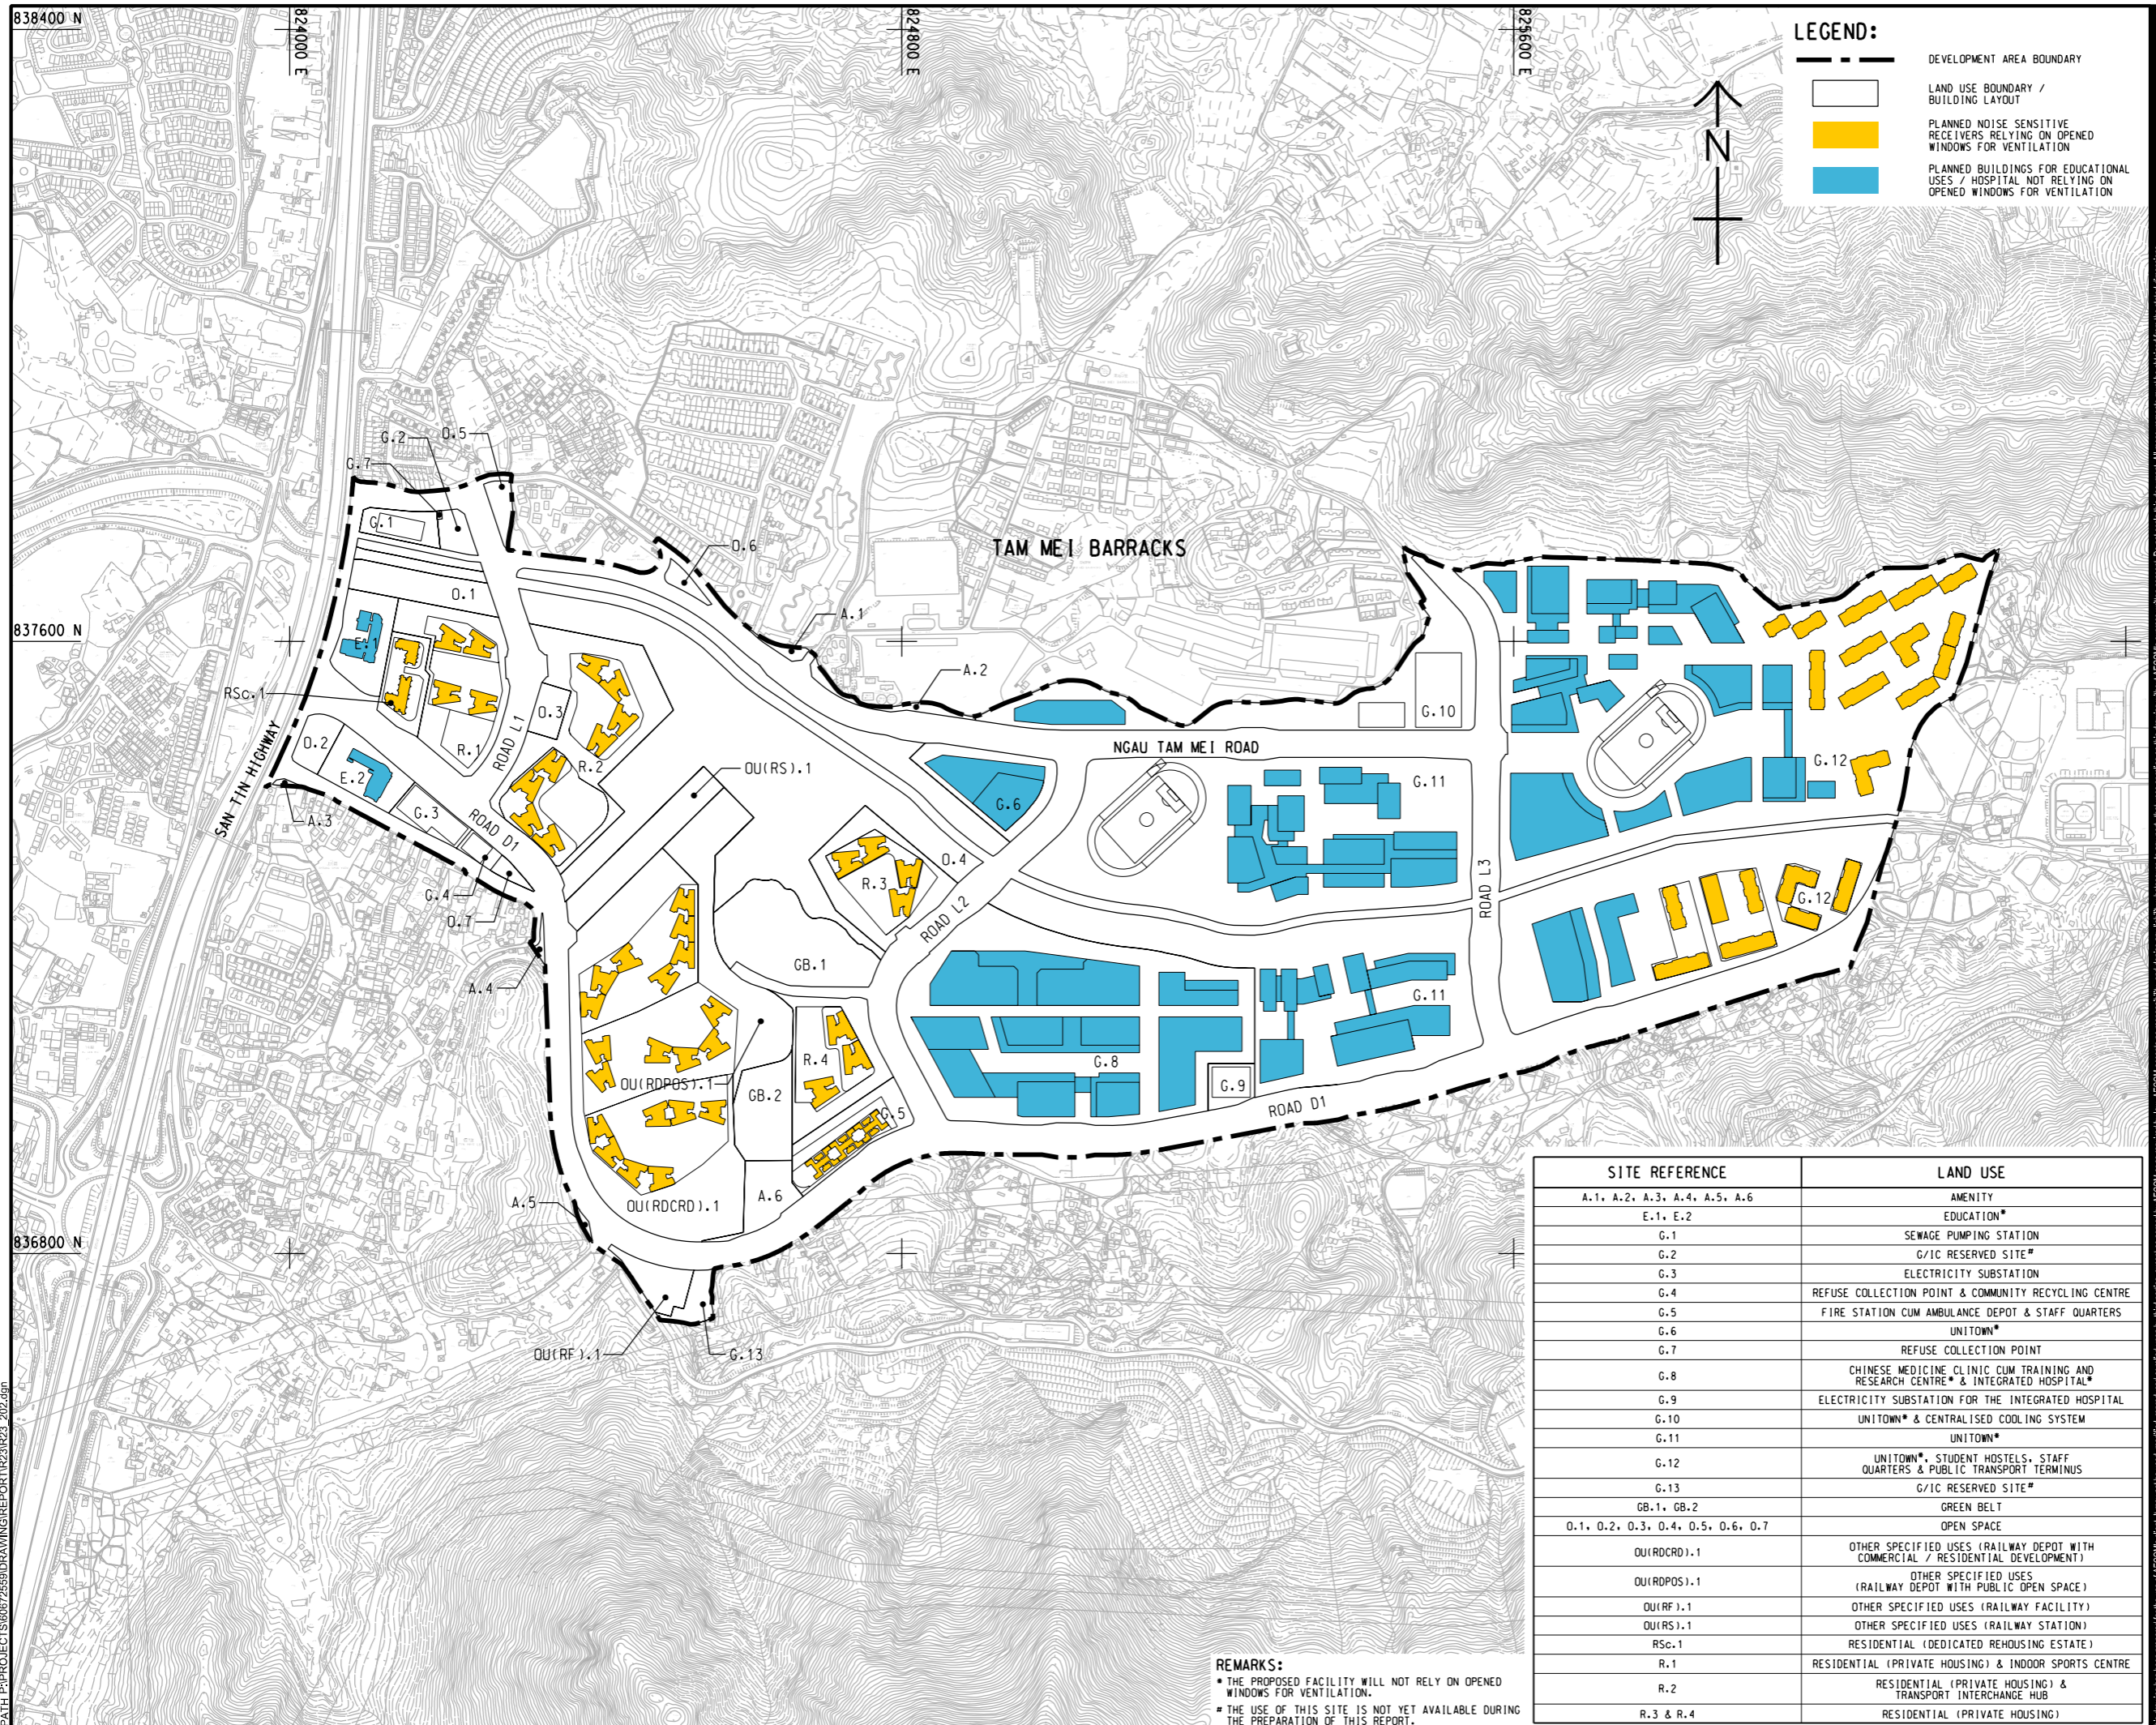 838400 N
824000 E
824800 E
825600 E
LEGEND:
DEVELOPMENT AREA BOUNDARY
LAND USE BOUNDARY /
BUILDING LAYOUT
PLANNED NOISE SENSITIVE
RECEIVERS RELYING ON OPENED
WINDOWS FOR VENTILATION
PLANNED BUILDINGS FOR EDUCATIONAL
USES / HOSPITAL NOT RELYING ON
OPENED WINDOWS FOR VENTILATION
N
G.2
O.5
G.7
G.1
O.6
TAM MEI BARRACKS
O.1
A.1
837600 N
E.1
A.2
RSc.1
O.3
G.10
R.1
ROAD L1
O.2
NGAU TAM MEI ROAD
SAN TIN HIGHWAY
E.2
R.2
OU(RS).1
G.12
G.11
A.3
G.3
G.6
ROAD D1
O.4
R.3
ROAD L3
G.4
G.12
O.7
ROAD L2
GB.1
A.4
G.11
R.4
G.8
OU(RDPOS).1
G.9
GB.2
G.5
ROAD D1
A.6
A.5
OU(RDCRD).1
836800 N
OU(RF).1
G.13
SITE REFERENCE LAND USE
A.1, A.2, A.3, A.4, A.5, A.6 AMENITY
E.1, E.2 EDUCATION*
G.1 SEWAGE PUMPING STATION
G.2 G/IC RESERVED SITE#
G.3 ELECTRICITY SUBSTATION
G.4 REFUSE COLLECTION POINT & COMMUNITY RECYCLING CENTRE
G.5 FIRE STATION CUM AMBULANCE DEPOT & STAFF QUARTERS
G.6 UNITOWN*
G.7 REFUSE COLLECTION POINT
G.8 CHINESE MEDICINE CLINIC CUM TRAINING AND
RESEARCH CENTRE* & INTEGRATED HOSPITAL*
G.9 ELECTRICITY SUBSTATION FOR THE INTEGRATED HOSPITAL
G.10 UNITOWN* & CENTRALISED COOLING SYSTEM
G.11 UNITOWN*
G.12 UNITOWN*, STUDENT HOSTELS, STAFF
QUARTERS & PUBLIC TRANSPORT TERMINUS
G.13 G/IC RESERVED SITE#
GB.1, GB.2 GREEN BELT
O.1, O.2, O.3, O.4, O.5, O.6, O.7 OPEN SPACE
OU(RDCRD).1 OTHER SPECIFIED USES (RAILWAY DEPOT WITH
COMMERCIAL / RESIDENTIAL DEVELOPMENT)
OU(RDPOS).1 OTHER SPECIFIED USES
(RAILWAY DEPOT WITH PUBLIC OPEN SPACE)
OU(RF).1 OTHER SPECIFIED USES (RAILWAY FACILITY)
OU(RS).1 OTHER SPECIFIED USES (RAILWAY STATION)
RSc.1 RESIDENTIAL (DEDICATED REHOUSING ESTATE)
R.1 RESIDENTIAL (PRIVATE HOUSING) & INDOOR SPORTS CENTRE
R.2 RESIDENTIAL (PRIVATE HOUSING) &
TRANSPORT INTERCHANGE HUB
R.3 & R.4 RESIDENTIAL (PRIVATE HOUSING)
REMARKS:
* THE PROPOSED FACILITY WILL NOT RELY ON OPENED
WINDOWS FOR VENTILATION.
# THE USE OF THIS SITE IS NOT YET AVAILABLE DURING
THE PREPARATION OF THIS REPORT.
PATH P:\PROJECTS\60672559\DRAWING\REPORT\R23\R23_202.dgn